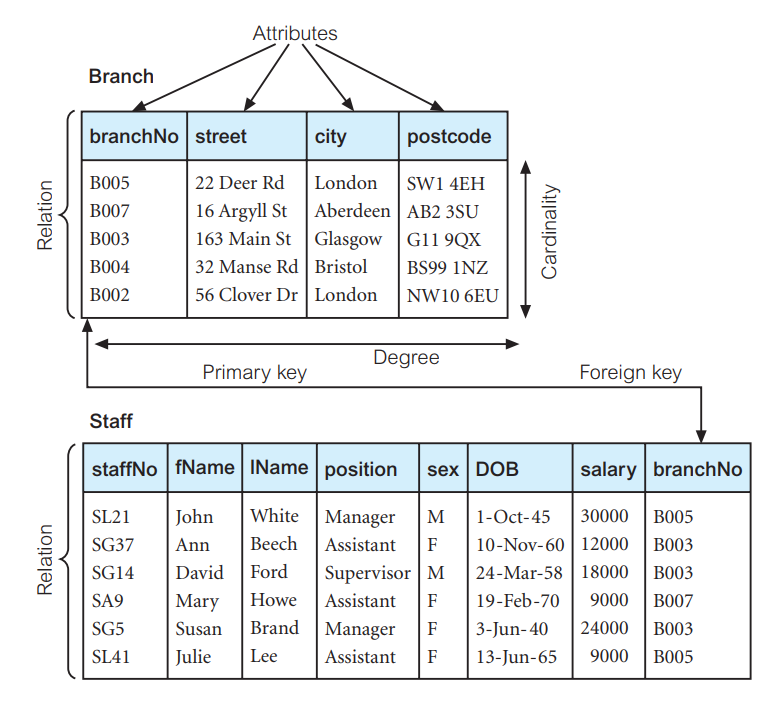 Attributes
Branch
branchNo street city postcode
B005 22 Deer Rd London SW1 4EH
B007 16 Argyll St Aberdeen AB2 3SU
B003 163 Main St Glasgow G11 9QX
B004 32 Manse Rd Bristol BS99 1NZ
B002 56 Clover Dr London NW10 6EU
Relation
Cardinality
Degree
Primary key
Foreign key
Staff
staffNo fName lName position sex DOB salary branchNo
SL21 John White Manager M 1-Oct-45 30000 B005
SG37 Ann Beech Assistant F 10-Nov-60 12000 B003
SG14 David Ford Supervisor M 24-Mar-58 18000 B003
SA9 Mary Howe Assistant F 19-Feb-70 9000 B007
SG5 Susan Brand Manager F 3-Jun-40 24000 B003
SL41 Julie Lee Assistant F 13-Jun-65 9000 B005
Relation